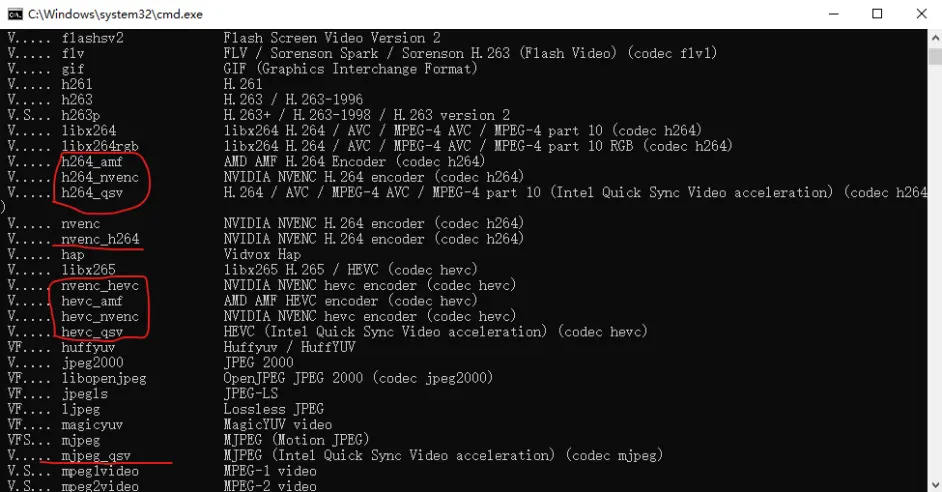 C:\Windows\system32\cmd.exe
V..... flashsv2 Flash Screen Video Version 2
V..... flv FLV / Sorenson Spark / Sorenson H.263 (Flash Video) (codec flv1)
V..... gif GIF (Graphics Interchange Format)
V..... h261 H.261
V..... h263 H.263 / H.263-1996
V.S... h263p H.263+ / H.263-1998 / H.263 version 2
V..... libx264 libx264 H.264 / AVC / MPEG-4 AVC / MPEG-4 part 10 (codec h264)
V..... libx264rgb libx264 H.264 / AVC / MPEG-4 AVC / MPEG-4 part 10 RGB (codec h264)
V..... h264_amf AMD AMF H.264 Encoder (codec h264)
V..... h264_nvenc NVIDIA NVENC H.264 encoder (codec h264)
V..... h264_qsv H.264 / AVC / MPEG-4 AVC / MPEG-4 part 10 (Intel Quick Sync Video acceleration) (codec h264
)
V..... nvenc NVIDIA NVENC H.264 encoder (codec h264)
V..... nvenc_h264 NVIDIA NVENC H.264 encoder (codec h264)
V..... hap Vidvox Hap
V..... libx265 libx265 H.265 / HEVC (codec hevc)
V..... nvenc_hevc NVIDIA NVENC hevc encoder (codec hevc)
V..... hevc_amf AMD AMF HEVC encoder (codec hevc)
V..... hevc_nvenc NVIDIA NVENC hevc encoder (codec hevc)
V..... hevc_qsv HEVC (Intel Quick Sync Video acceleration) (codec hevc)
VF.... huffyuv Huffyuv / HuffYUV
V..... jpeg2000 JPEG 2000
VF.... libopenjpeg OpenJPEG JPEG 2000 (codec jpeg2000)
VF.... jpegls JPEG-LS
VF.... ljpeg Lossless JPEG
VF.... magicyuv MagicYUV video
VFS... mjpeg MJPEG (Motion JPEG)
V..... mjpeg_qsv MJPEG (Intel Quick Sync Video acceleration) (codec mjpeg)
V.S... mpeg1video MPEG-1 video
V.S... mpeg2video MPEG-2 video